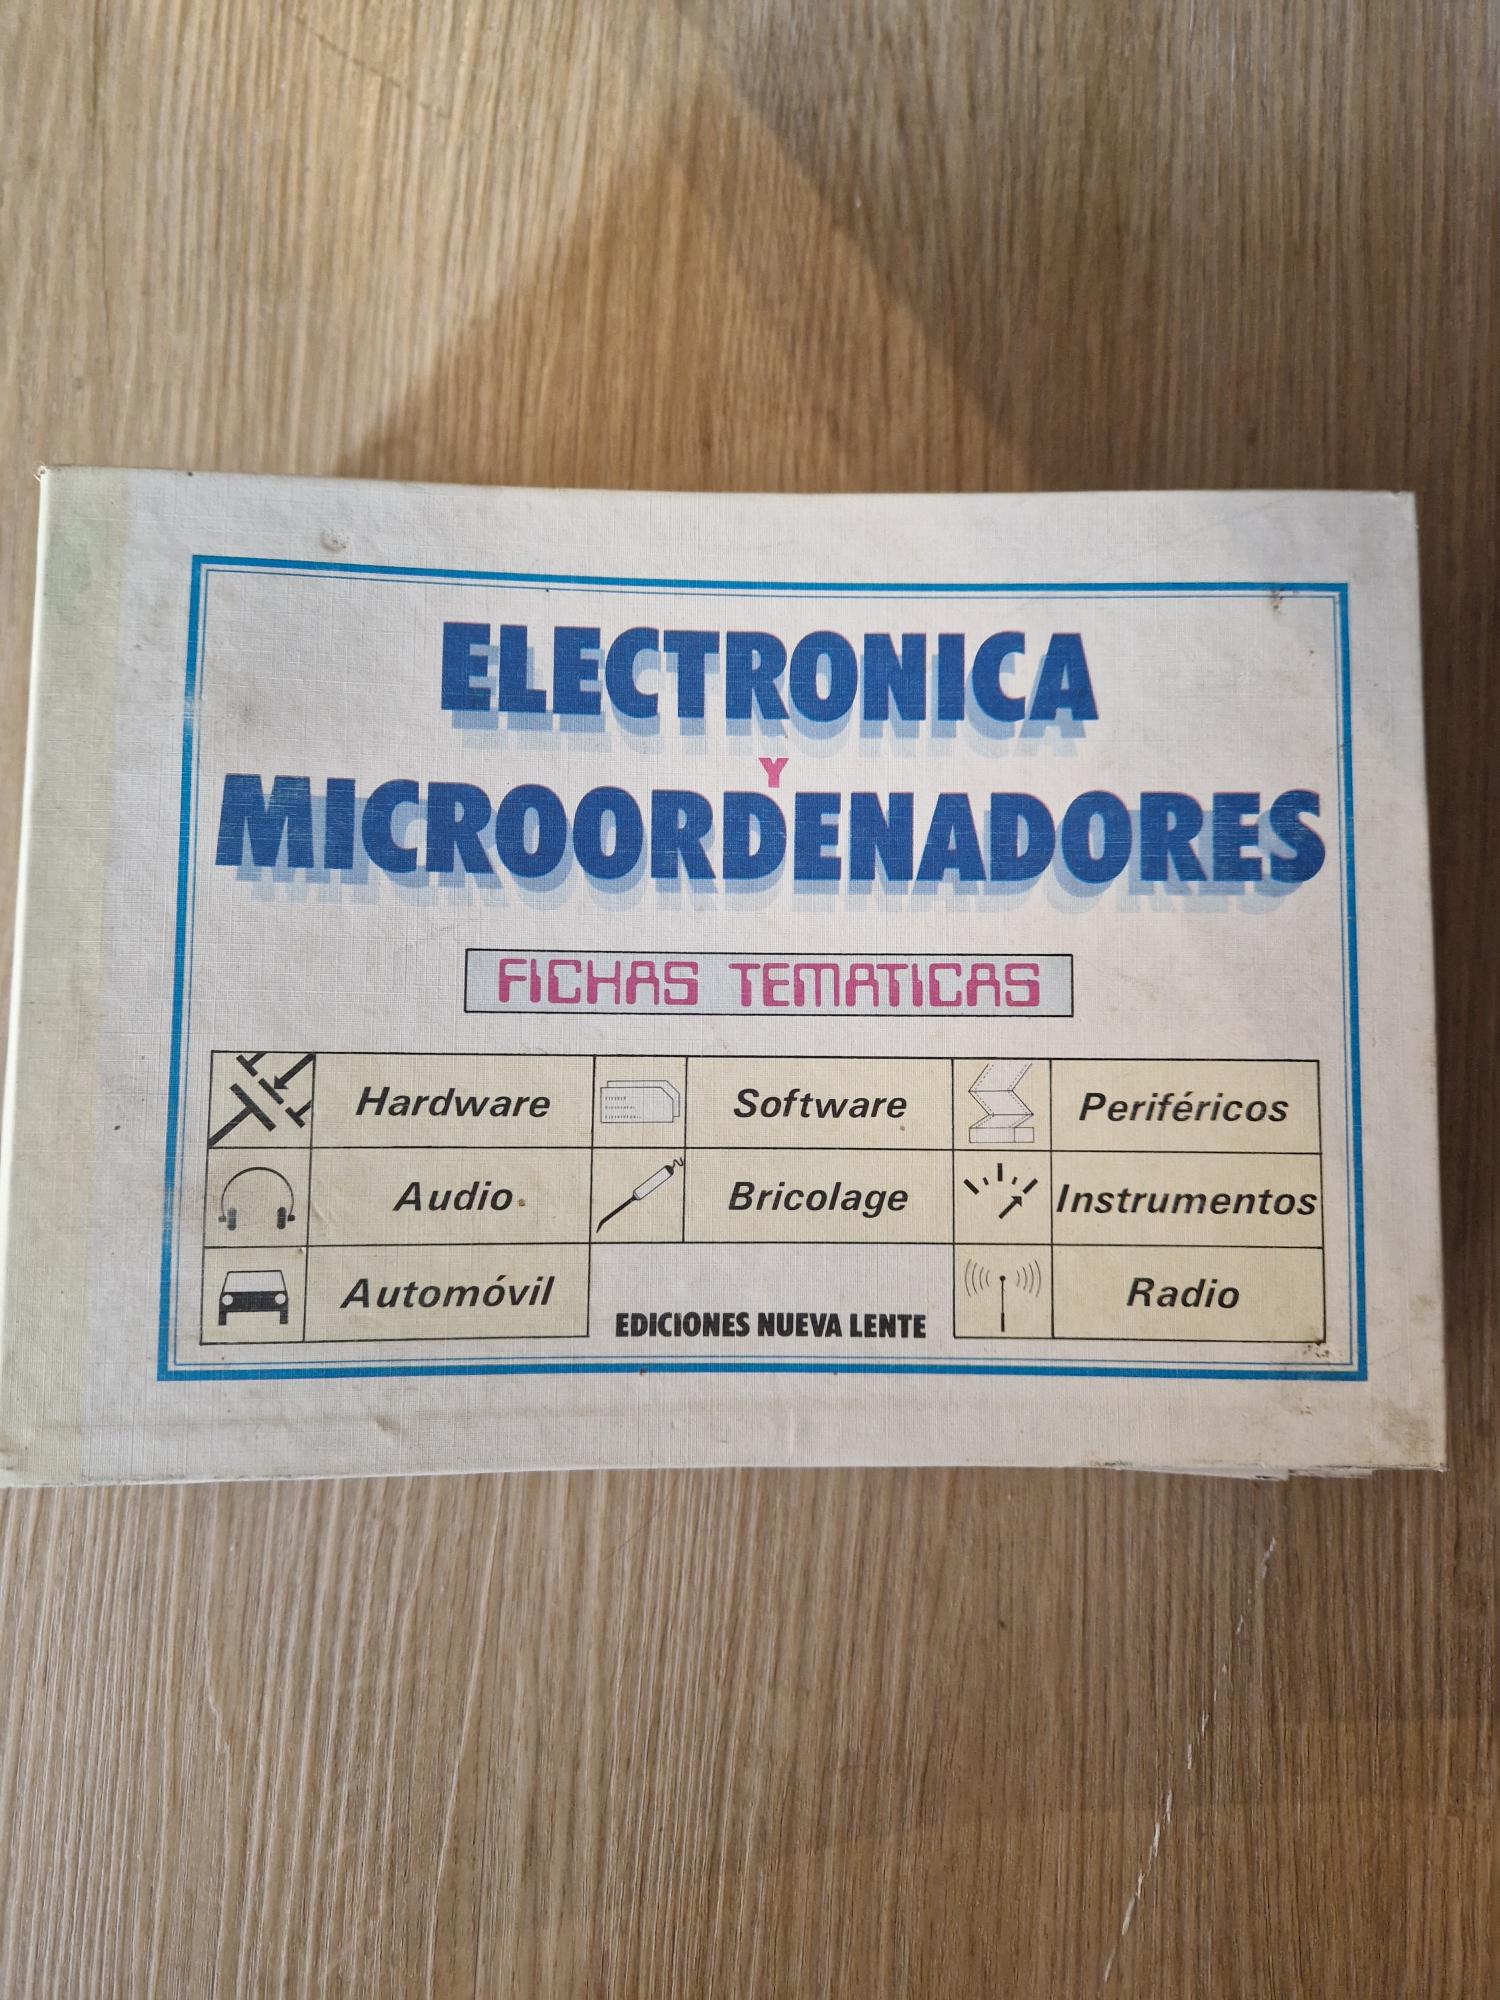 ELECTRONICA
Y
MICROORDENADORES
FICHAS TEMATICAS
Hardware
Software
Periféricos
Audio
Bricolage
Instrumentos
Automóvil
EDICIONES NUEVA LENTE
Radio